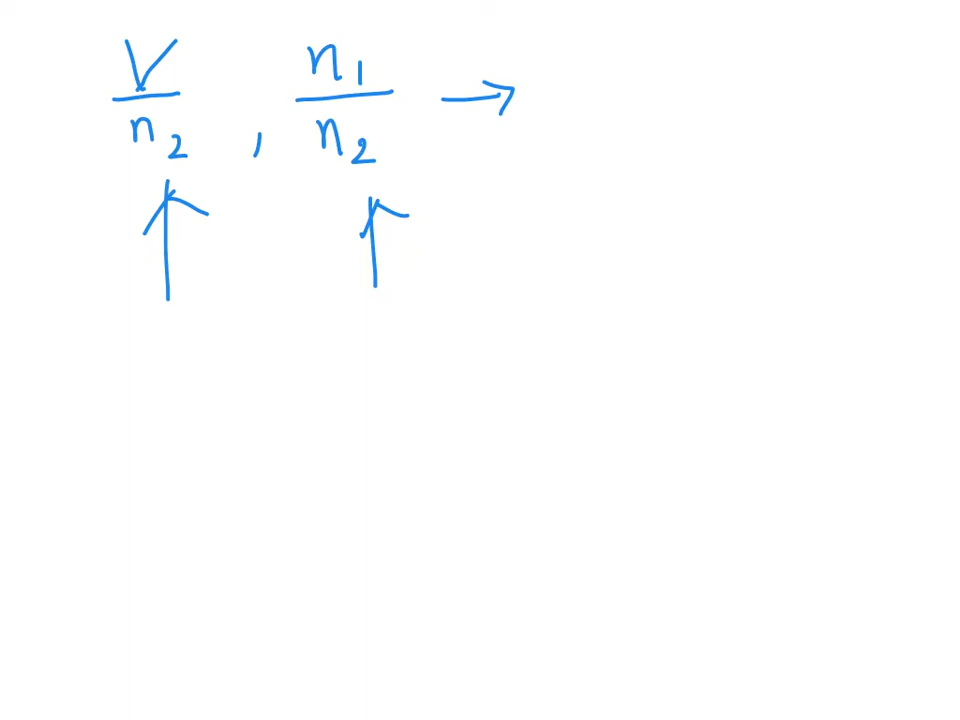 V/n₂ , n₁/n₂ →
↑ ↑